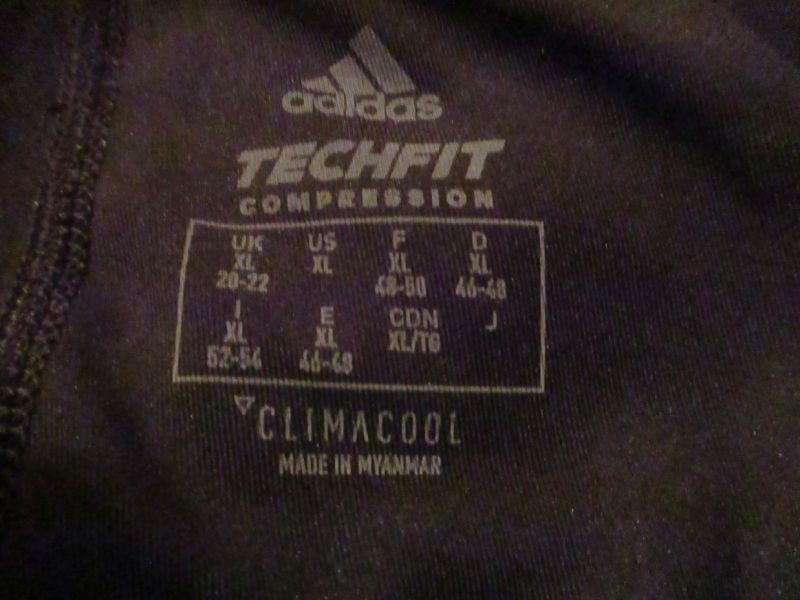 adidas
TECHFIT
COMPRESSION
UK US F D
XL XL XL XL
20-22 48-50 46-48
I E CDN J
XL XL XL/TG
52-54 46-48
CLIMACOOL
MADE IN MYANMAR